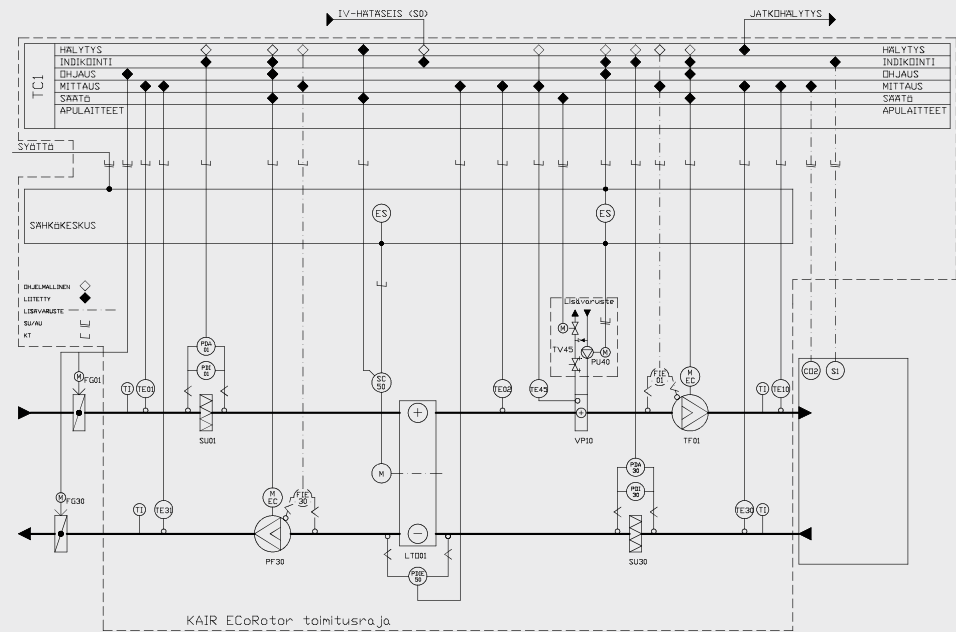 IV-HÄTÄSEIS (S0)
JATKOHÄLYTYS
TC1
HÄLYTYS
HÄLYTYS
INDIKOINTI
INDIKOINTI
OHJAUS
OHJAUS
MITTAUS
MITTAUS
SÄÄTÖ
SÄÄTÖ
APULAITTEET
APULAITTEET
SYÖTTÖ
SÄHKÖKESKUS
ES
ES
OHJELMALLINEN
LIITETTY
LISÄVARUSTE
SU/AU
KT
Lisävaruste
M
TV45
M
PU40
PDA
01
PDI
01
M
FG01
TI
TE01
SC
50
TE02
TE45
FIE
01
M
EC
TI
TE10
CO2
S1
SU01
VP10
TF01
M
PDA
30
PDI
30
M
FG30
TI
TE31
M
EC
FIE
30
TE30
TI
PF30
LTO01
SU30
PDIE
50
KAIR ECoRotor toimitusraja